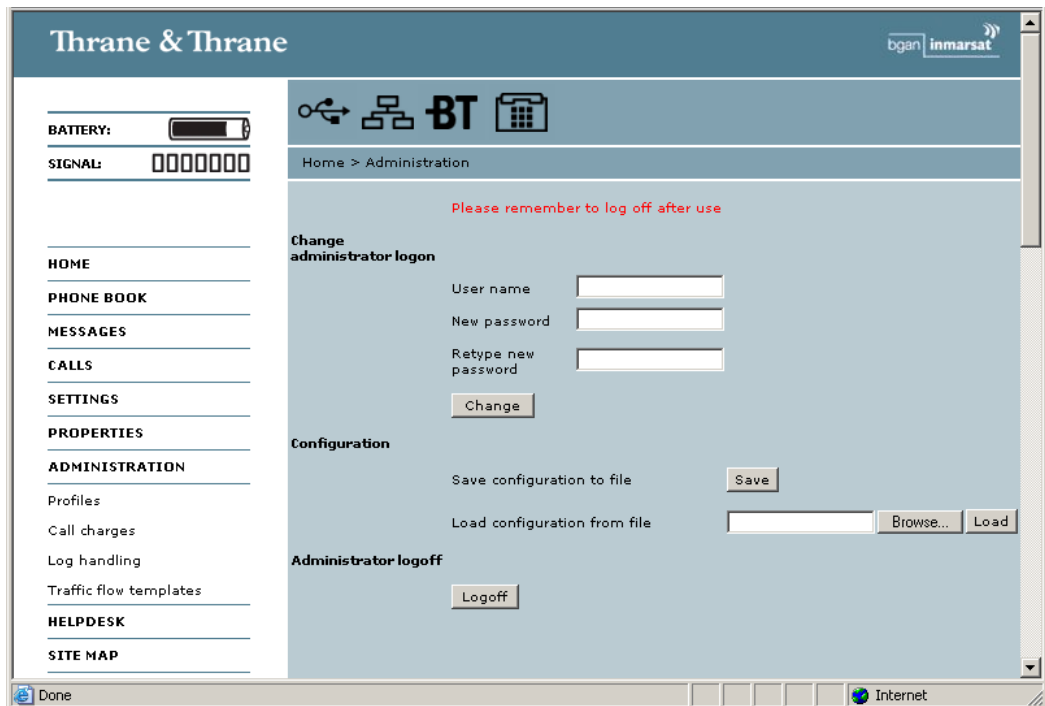 Thrane & Thrane
bgan inmarsat
BATTERY:
SIGNAL:
BT
Home > Administration
Please remember to log off after use
Change
administrator logon
User name
New password
Retype new
password
Change
Configuration
Save configuration to file Save
Load configuration from file Browse... Load
Administrator logoff
Logoff
HOME
PHONE BOOK
MESSAGES
CALLS
SETTINGS
PROPERTIES
ADMINISTRATION
Profiles
Call charges
Log handling
Traffic flow templates
HELPDESK
SITE MAP
Done
Internet